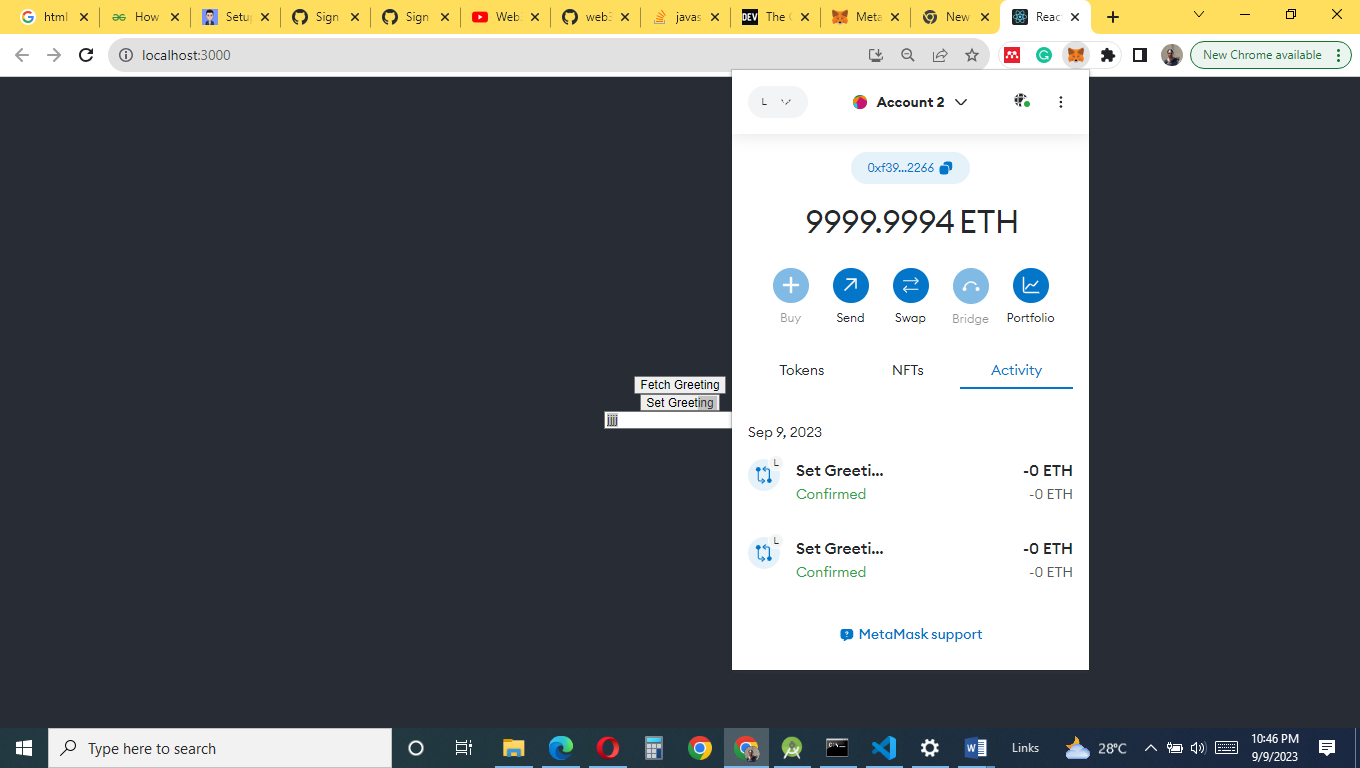 html
How
Setu
Sign
Sign
Web
web3
javas
DEV The
Meta
New
Reac
localhost:3000
New Chrome available
L
Account 2
0xf39...2266
9999.9994 ETH
Buy
Send
Swap
Bridge
Portfolio
Tokens
NFTs
Activity
Fetch Greeting
Set Greeting
jjjj
Sep 9, 2023
L
Set Greeti...
-0 ETH
Confirmed
-0 ETH
L
Set Greeti...
-0 ETH
Confirmed
-0 ETH
MetaMask support
Type here to search
Links
28°C
10:46 PM
9/9/2023